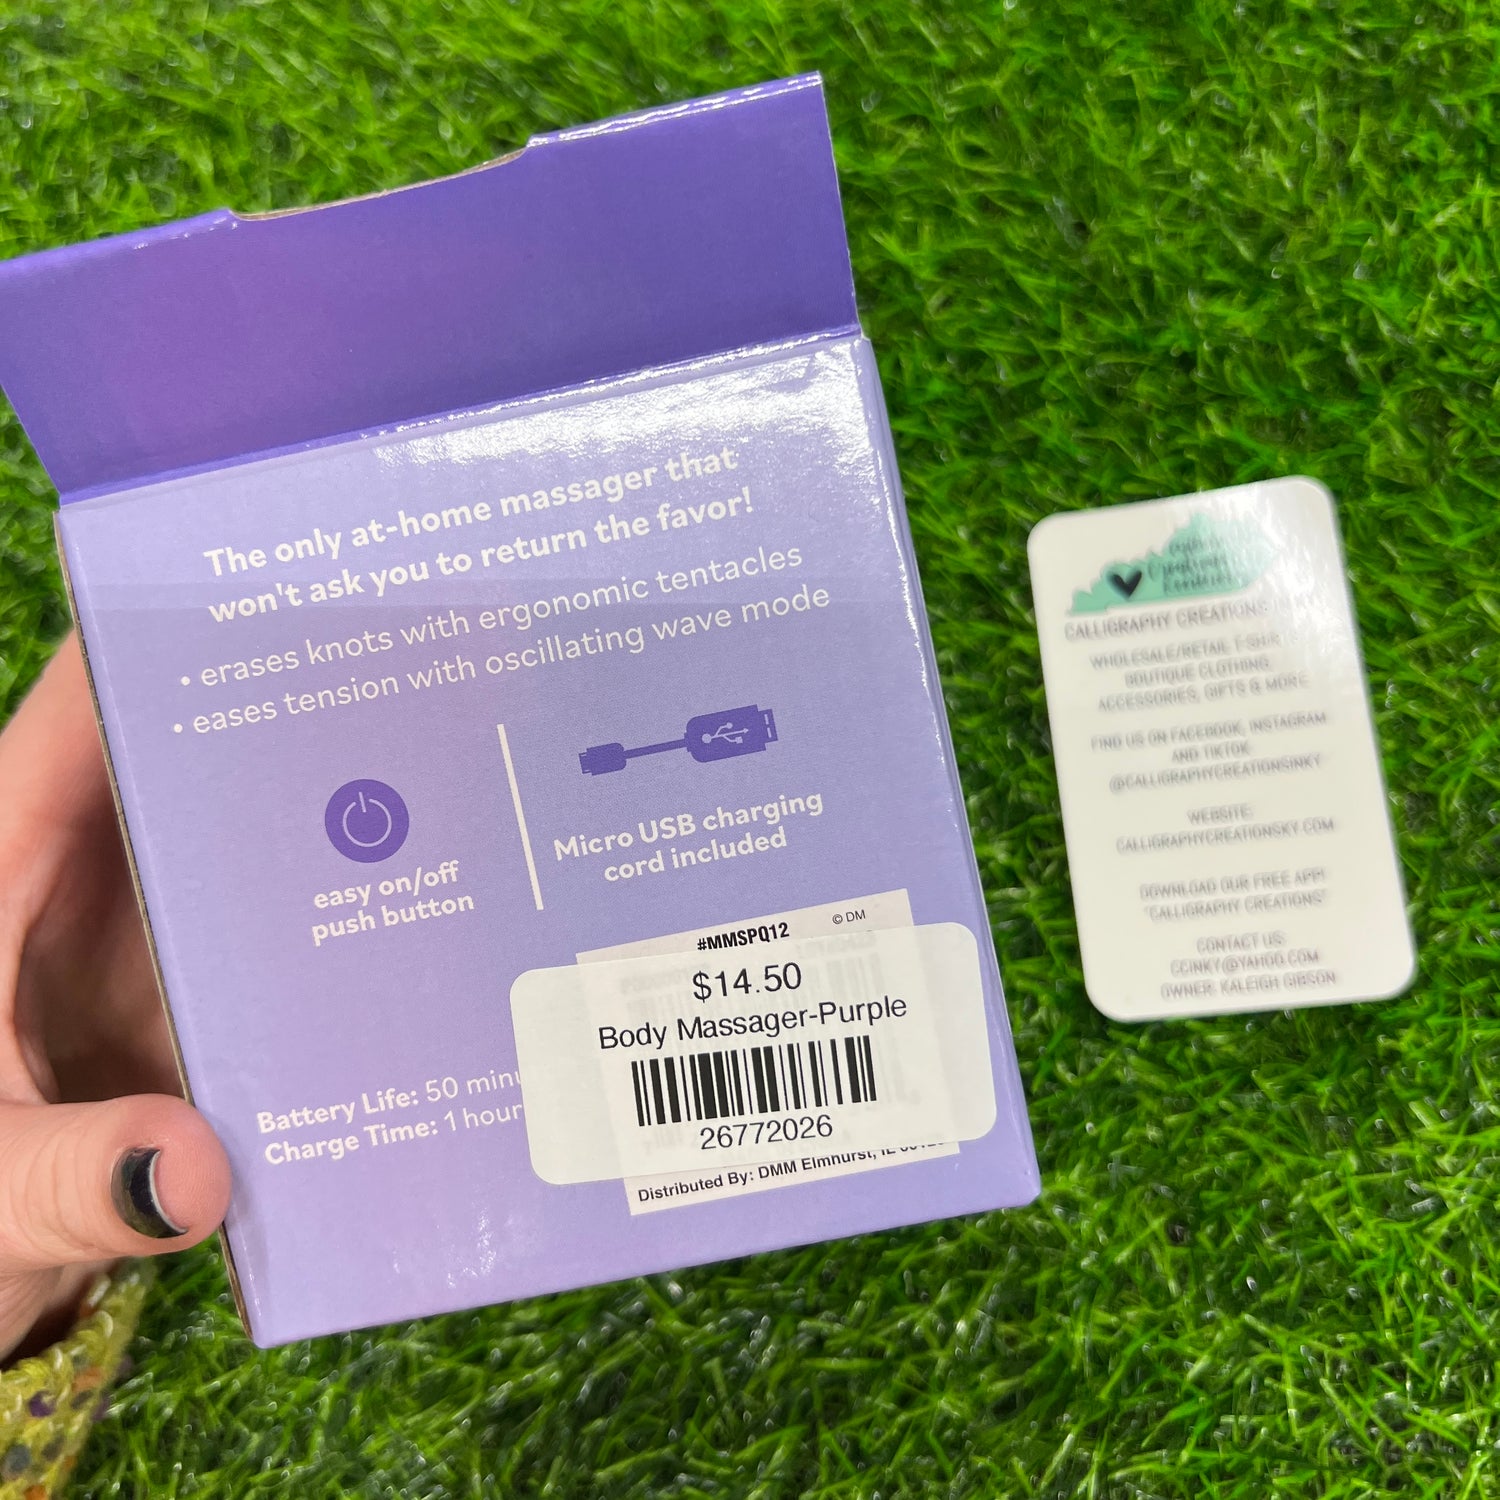 The only at-home massager that
won't ask you to return the favor!
• erases knots with ergonomic tentacles
• eases tension with oscillating wave mode
easy on/off
push button
Micro USB charging
cord included
#MMSPQ12
© DM
$14.50
Body Massager-Purple
26772026
Battery Life: 50
Charge Time: 1 hour
Distributed By: DMM Elmhurst, IL
CALLIGRAPHY CREATIONS IN KY
WHOLESALE/RETAIL
BOUTIQUE CLOTHING,
ACCESSORIES, GIFTS & MORE
FIND US ON FACEBOOK, INSTAGRAM
AND TIKTOK
@CALLIGRAPHYCREATIONSINKY
WEBSITE:
CALLIGRAPHYCREATIONSKY.COM
DOWNLOAD OUR FREE APP!
"CALLIGRAPHY CREATIONS"
CONTACT US:
CCINKY@YAHOO.COM
OWNER: KALEIGH GIBSON